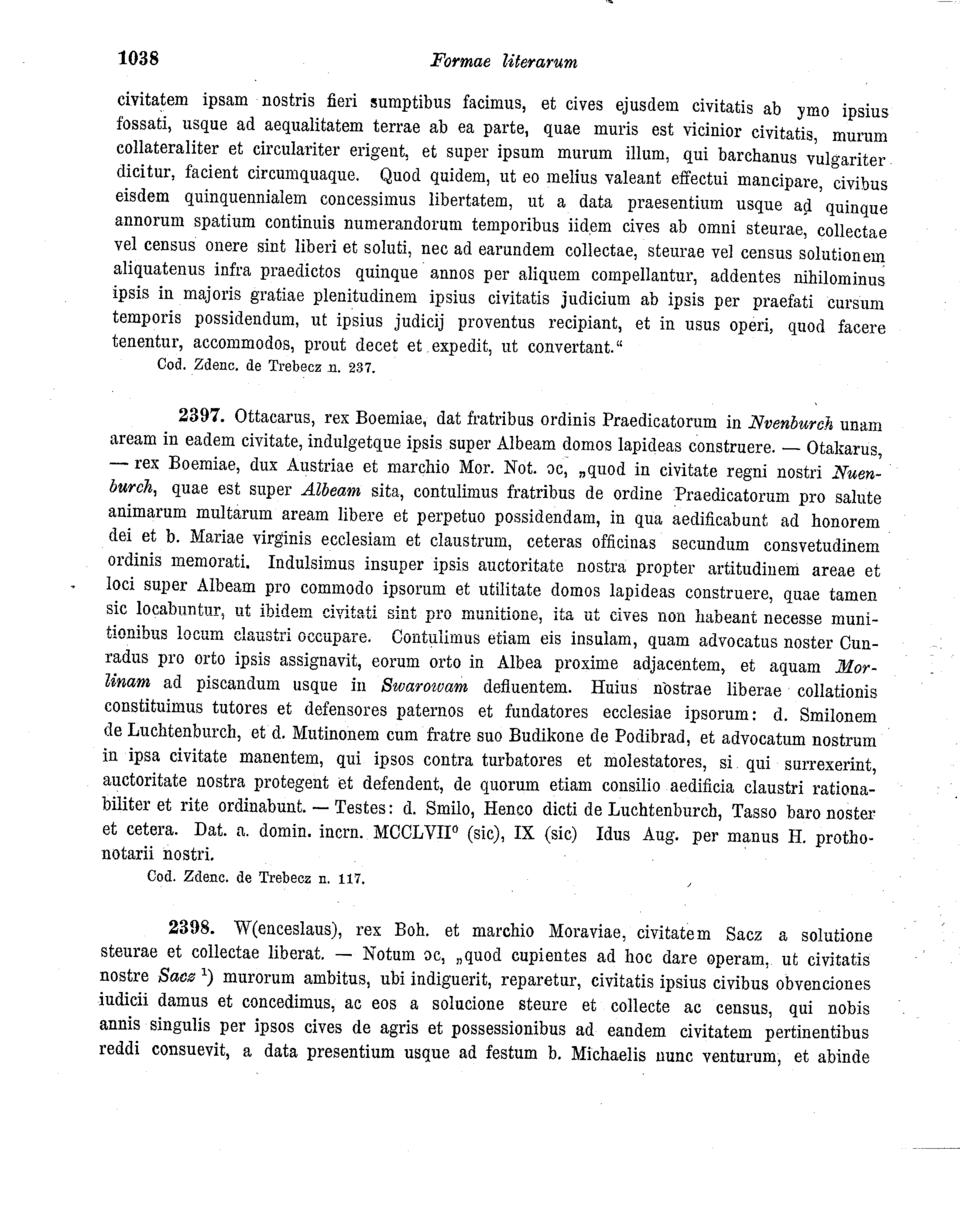 1038 Formae literarum
civitatem ipsam nostris fieri sumptibus facimus, et cives ejusdem civitatis ab ymo ipsius
fossati, usque ad aequalitatem terrae ab ea parte, quae muris est vicinior civitatis, murum
collateraliter et circulariter erigent, et super ipsum murum illum, qui barchanus vulgariter
dicitur, facient circumquaque. Quod quidem, ut eo melius valeant effectui mancipare, civibus
eisdem quinquennialem concessimus libertatem, ut a data praesentium usque ad quinque
annorum spatium continuis numerandorum temporibus iidem cives ab omni steurae, collectae
vel census onere sint liberi et soluti, nec ad earundem collectae, steurae vel census solutionem
aliquatenus infra praedictos quinque annos per aliquem compellantur, addentes nihilominus
ipsis in majoris gratiae plenitudinem ipsius civitatis judicium ab ipsis per praefati cursum
temporis possidendum, ut ipsius judicij proventus recipiant, et in usus operi, quod facere
tenentur, accommodos, prout decet et expedit, ut convertant.“
Cod. Zdenc. de Trebecz n. 237.
2397. Ottacarus, rex Boemiae, dat fratribus ordinis Praedicatorum in Nvenburch unam
aream in eadem civitate, indulgetque ipsis super Albeam domos lapideas construere. — Otakarus,
— rex Boemiae, dux Austriae et marchio Mor. Not. ɔc, „quod in civitate regni nostri Nuen-
burch, quae est super Albeam sita, contulimus fratribus de ordine Praedicatorum pro salute
animarum multarum aream libere et perpetuo possidendam, in qua aedificabunt ad honorem
dei et b. Mariae virginis ecclesiam et claustrum, ceteras officinas secundum consvetudinem
ordinis memorati. Indulsimus insuper ipsis auctoritate nostra propter artitudinem areae et
loci super Albeam pro commodo ipsorum et utilitate domos lapideas construere, quae tamen
sic locabuntur, ut ibidem civitati sint pro munitione, ita ut cives non habeant necesse muni-
tionibus locum claustri occupare. Contulimus etiam eis insulam, quam advocatus noster Cun-
radus pro orto ipsis assignavit, eorum orto in Albea proxime adjacentem, et aquam Mor-
linam ad piscandum usque in Swarowam defluentem. Huius nostrae liberae collationis
constituimus tutores et defensores paternos et fundatores ecclesiae ipsorum: d. Smilonem
de Luchtenburch, et d. Mutinonem cum fratre suo Budikone de Podibrad, et advocatum nostrum
in ipsa civitate manentem, qui ipsos contra turbatores et molestatores, si qui surrexerint,
auctoritate nostra protegent et defendent, de quorum etiam consilio aedificia claustri rationa-
biliter et rite ordinabunt. — Testes: d. Smilo, Henco dicti de Luchtenburch, Tasso baro noster
et cetera. Dat. a. domin. incrn. MCCLVII⁰ (sic), IX (sic) Idus Aug. per manus H. protho-
notarii nostri.
Cod. Zdenc. de Trebecz n. 117.
2398. W(enceslaus), rex Boh. et marchio Moraviae, civitatem Sacz a solutione
steurae et collectae liberat. — Notum ɔc, „quod cupientes ad hoc dare operam, ut civitatis
nostre Sacz ¹) murorum ambitus, ubi indiguerit, reparetur, civitatis ipsius civibus obvenciones
iudicii damus et concedimus, ac eos a solucione steure et collecte ac census, qui nobis
annis singulis per ipsos cives de agris et possessionibus ad eandem civitatem pertinentibus
reddi consuevit, a data presentium usque ad festum b. Michaelis nunc venturum, et abinde